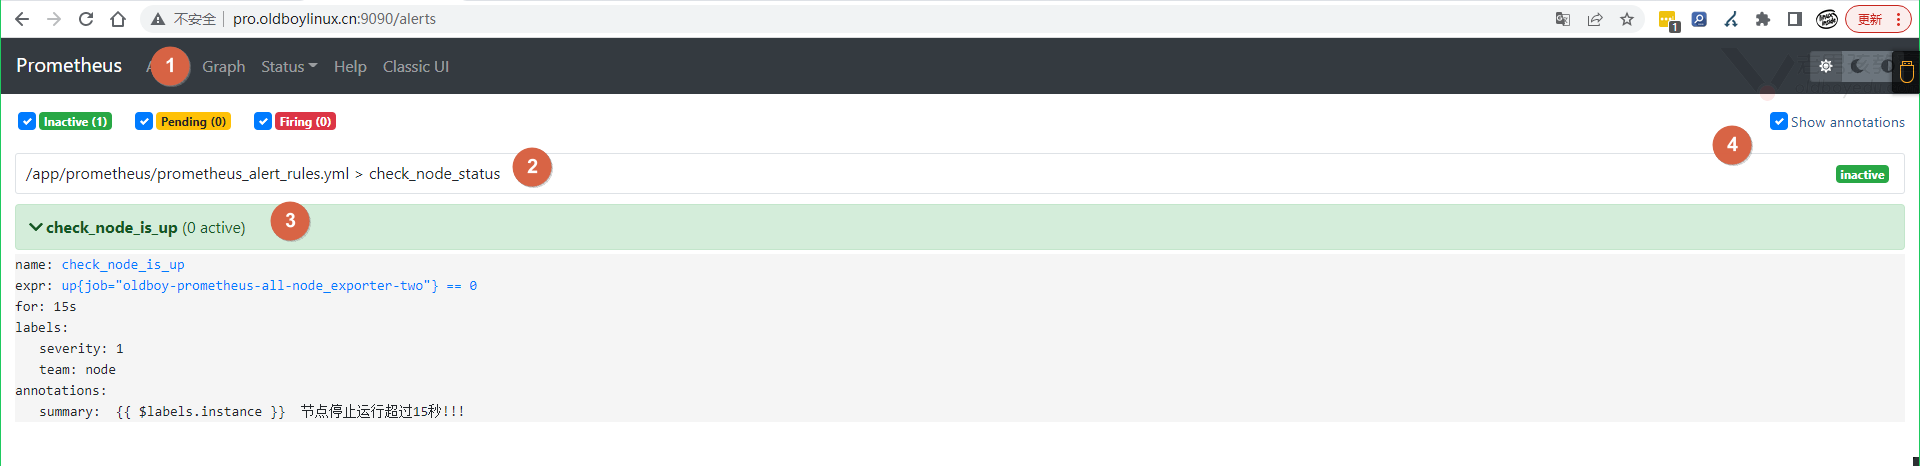 不安全 | pro.oldboylinux.cn:9090/alerts
1
更新
Prometheus 1 Graph Status Help Classic UI
Inactive (1) Pending (0) Firing (0) Show annotations
4
/app/prometheus/prometheus_alert_rules.yml > check_node_status 2 inactive
check_node_is_up (0 active) 3
name: check_node_is_up
expr: up{job="oldboy-prometheus-all-node_exporter-two"} == 0
for: 15s
labels:
severity: 1
team: node
annotations:
summary: {{ $labels.instance }} 节点停止运行超过15秒!!!